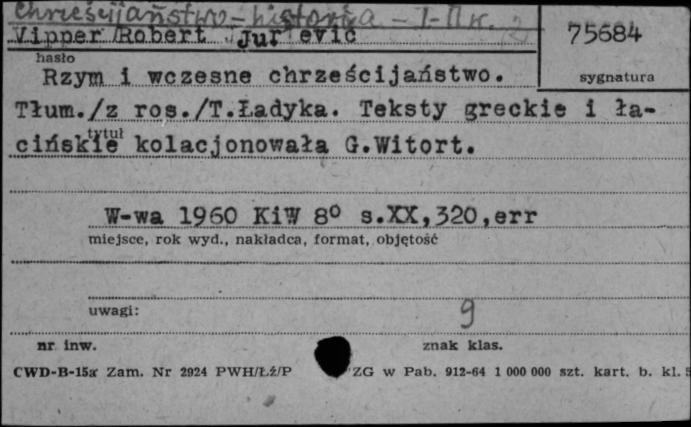 Chrześcijaństwo - historia - I-II w.
Vipper Robert Jur'evič
75684
hasło
sygnatura
Rzym i wczesne chrześcijaństwo.
Tłum./z ros./T.Ładyka. Teksty greckie i ła-
tytuł
cińskie kolacjonowała G.Witort.
W-wa 1960 KiW 8° s.XX,320,err
miejsce, rok wyd., nakładca, format, objętość
uwagi:
9
nr inw.
znak klas.
CWD-B-15a Zam. Nr 2924 PWH/Łź/P
ZG w Pab. 912-64 1 000 000 szt. kart. b. kl. 5